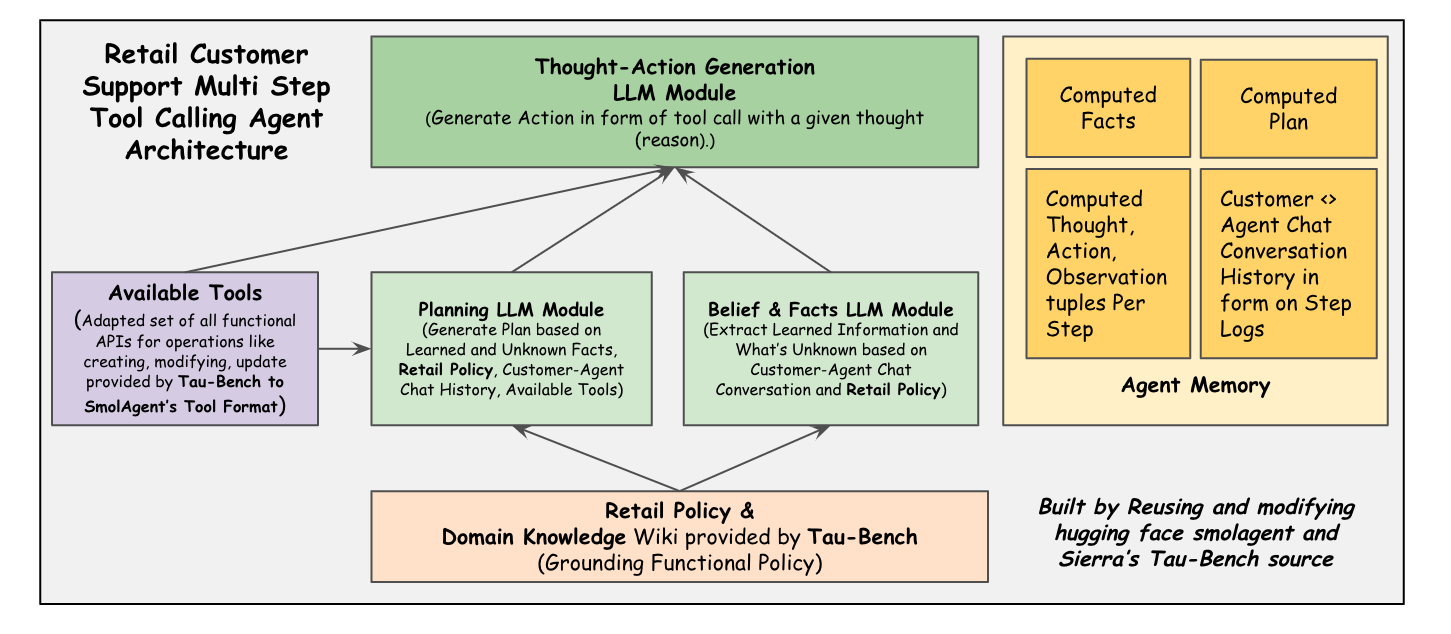 Retail Customer
Support Multi Step
Tool Calling Agent
Architecture
Thought-Action Generation
LLM Module
(Generate Action in form of tool call with a given thought
(reason).)
Available Tools
(Adapted set of all functional
APIs for operations like
creating, modifying, update
provided by Tau-Bench to
SmolAgent's Tool Format)
Planning LLM Module
(Generate Plan based on
Learned and Unknown Facts,
Retail Policy, Customer-Agent
Chat History, Available Tools)
Belief & Facts LLM Module
(Extract Learned Information and
What's Unknown based on
Customer-Agent Chat
Conversation and Retail Policy)
Retail Policy &
Domain Knowledge Wiki provided by Tau-Bench
(Grounding Functional Policy)
Computed
Facts
Computed
Plan
Computed
Thought,
Action,
Observation
tuples Per
Step
Customer <>
Agent Chat
Conversation
History in
form on Step
Logs
Agent Memory
Built by Reusing and modifying
hugging face smolagent and
Sierra's Tau-Bench source